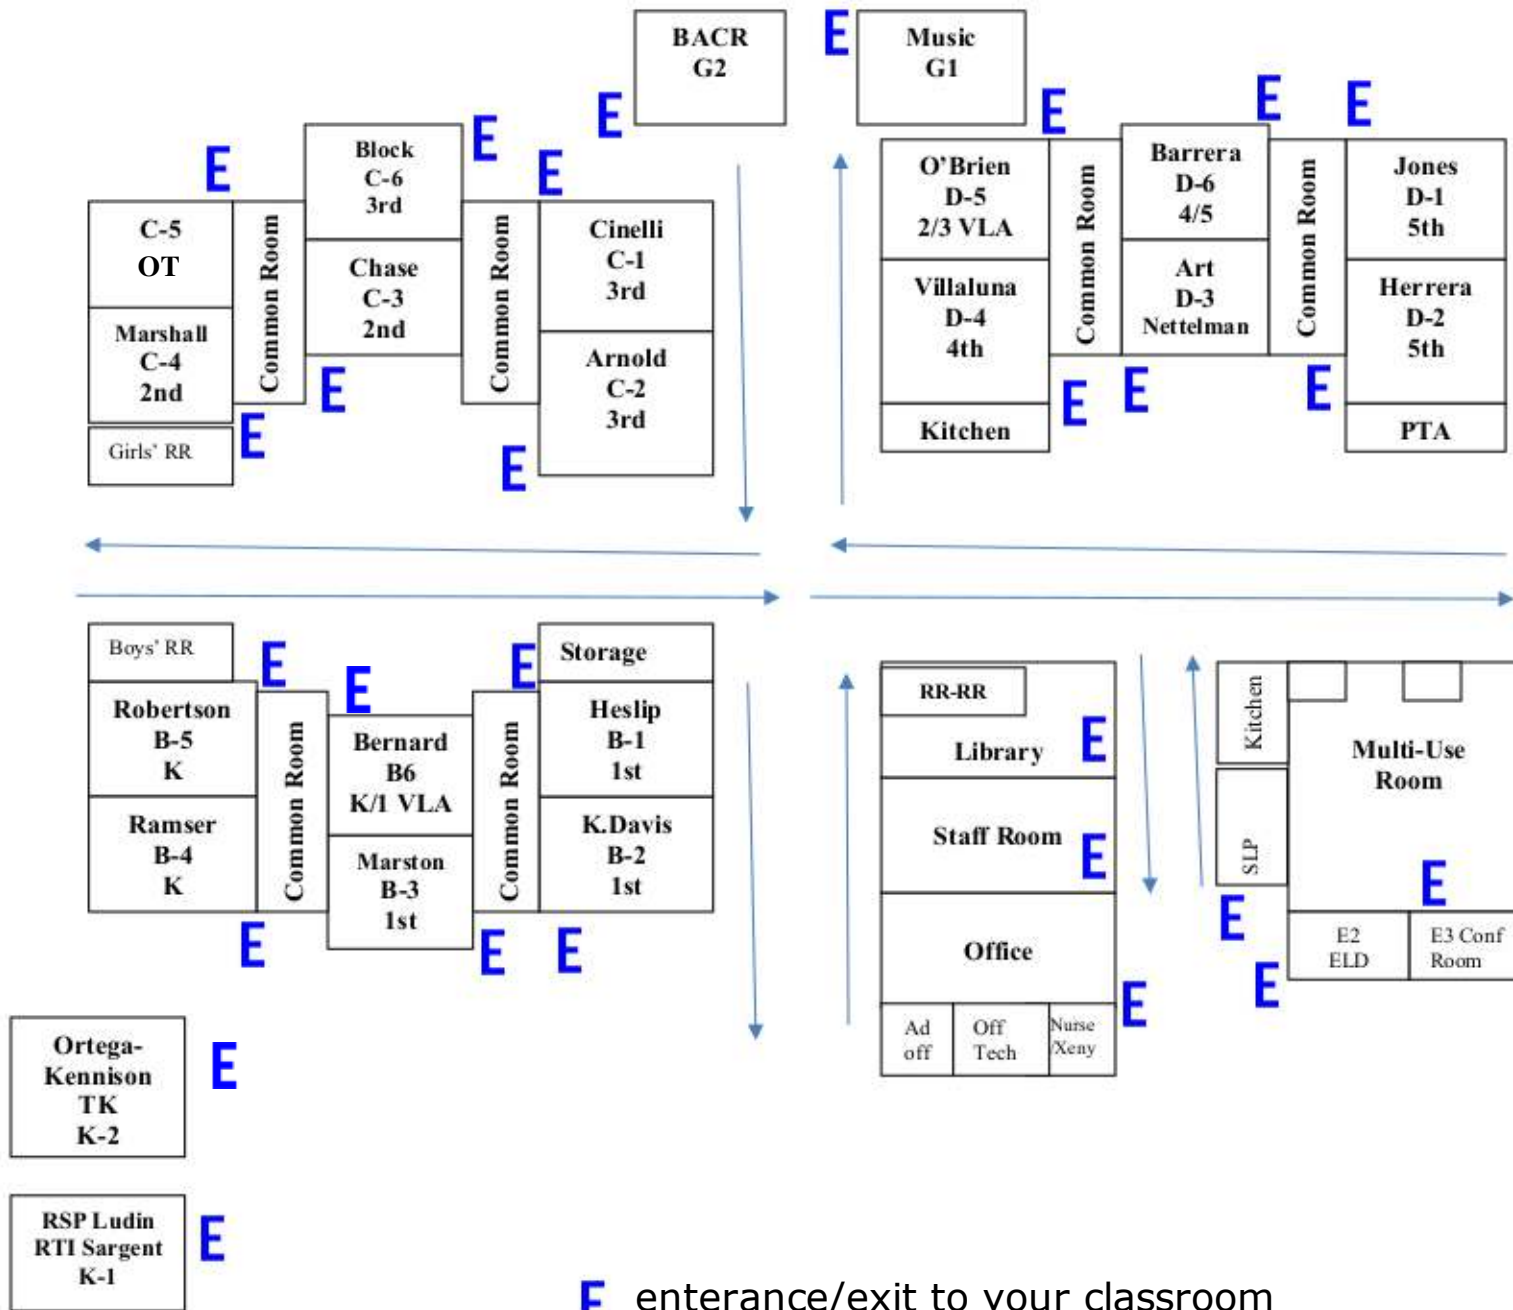 BACR
G2
E
Music
G1
E
E
E
E
E
E
E
C-5
OT
Marshall
C-4
2nd
Girls' RR
Common Room
Block
C-6
3rd
Chase
C-3
2nd
Common Room
Cinelli
C-1
3rd
Arnold
C-2
3rd
E
E
E
O'Brien
D-5
2/3 VLA
Villaluna
D-4
4th
Kitchen
Common Room
Barrera
D-6
4/5
Art
D-3
Nettelman
Common Room
Jones
D-1
5th
Herrera
D-2
5th
PTA
E
E
E
Boys' RR
Robertson
B-5
K
Ramser
B-4
K
E
Common Room
E
Bernard
B6
K/1 VLA
Marston
B-3
1st
E
Common Room
Storage
Heslip
B-1
1st
K.Davis
B-2
1st
E
E
E
RR-RR
Library
E
Staff Room
E
Office
E
Ad
off
Off
Tech
Nurse
/Xeny
Kitchen
SLP
Multi-Use
Room
E
E
E
E2
ELD
E3 Conf
Room
Ortega-
Kennison
TK
K-2
E
RSP Ludin
RTI Sargent
K-1
E
E enterance/exit to your classroom